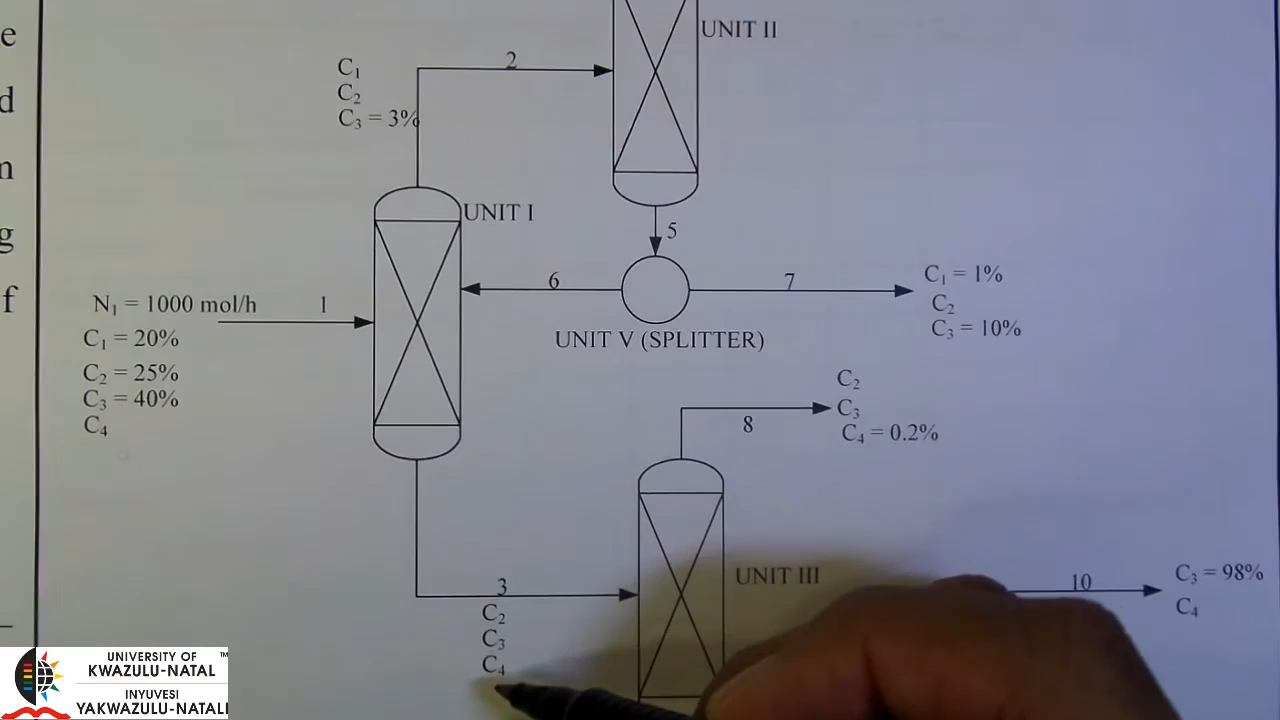 e
d
n
g
f
UNIT II
2
C₁
C₂
C₃ = 3%
UNIT I
5
6
7
C₁ = 1%
C₂
C₃ = 10%
N₁ = 1000 mol/h
1
C₁ = 20%
C₂ = 25%
C₃ = 40%
C₄
UNIT V (SPLITTER)
C₂
C₃
C₄ = 0.2%
8
UNIT III
3
C₂
C₃
C₄
10
C₃ = 98%
C₄
UNIVERSITY OF ™
KWAZULU-NATAL
INYUVESI
YAKWAZULU-NATALI